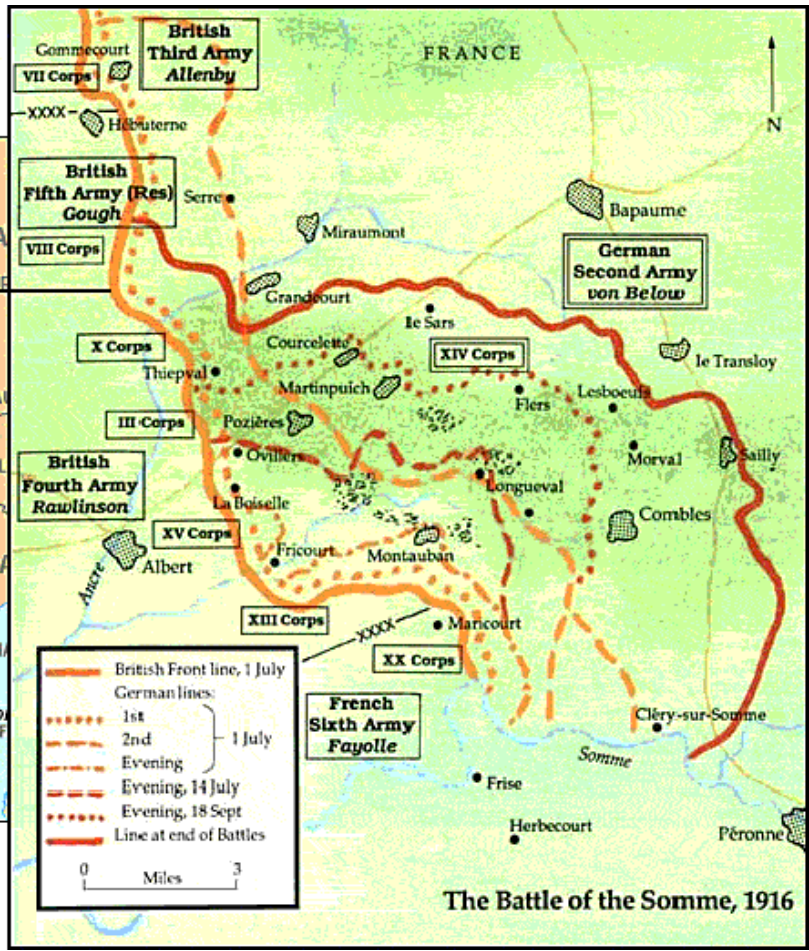 British
Third Army
Allenby
FRANCE
Gommecourt
VII Corps
XXXX
Hébuterne
N
British
Fifth Army (Res)
Gough
Serre
Bapaume
Miraumont
VIII Corps
German
Second Army
von Below
Grandcourt
lle Sars
X Corps
Courcelette
XIV Corps
le Transloy
Thiepval
Martinpuich
Flers
Lesboeufs
III Corps
Pozières
Ovillers
Morval
Sailly
British
Fourth Army
Rawlinson
La Boiselle
Longueval
Combles
XV Corps
Fricourt
Montauban
Albert
Ancre
XIII Corps
XXXX
Maricourt
XX Corps
British Front line, 1 July
German lines:
1st
2nd
1 July
Evening
Evening, 14 July
Evening, 18 Sept
Line at end of Battles
0
3
Miles
French
Sixth Army
Fayolle
Cléry-sur-Somme
Somme
Frise
Herbecourt
Péronne
The Battle of the Somme, 1916